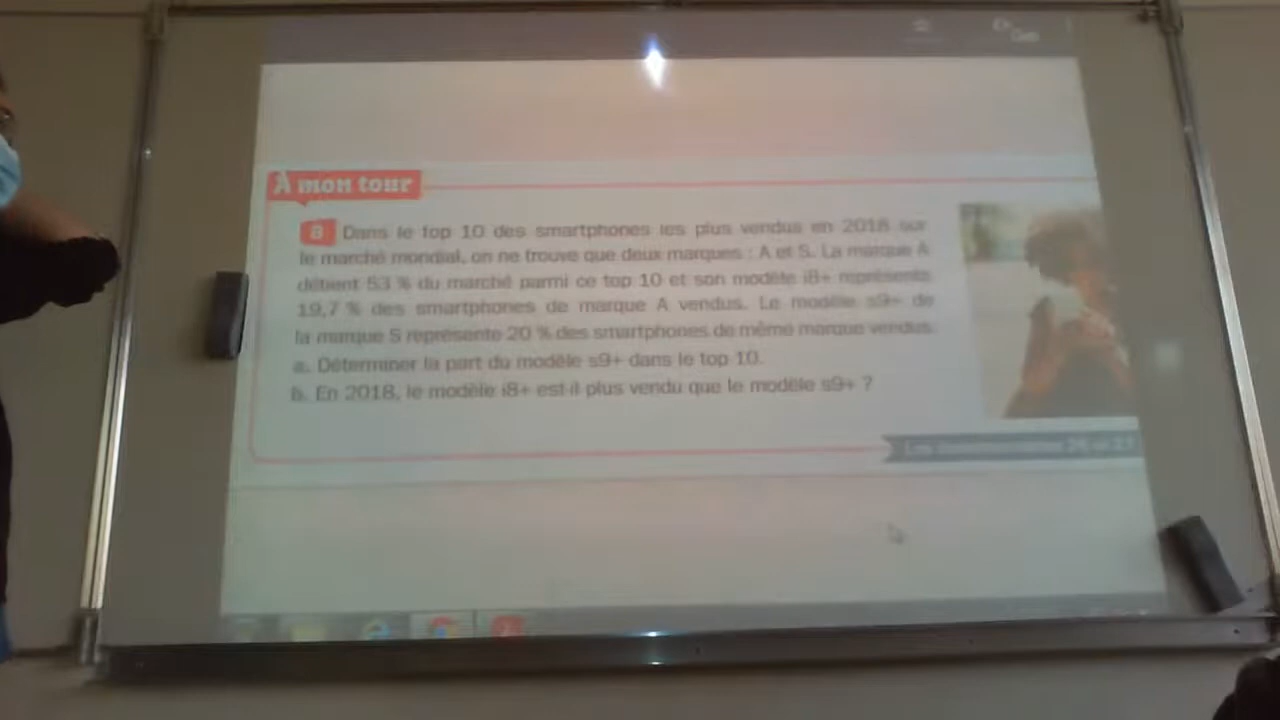 À mon tour
8 Dans le top 10 des smartphones les plus vendus en 2018 sur
le marché mondial, on ne trouve que deux marques : A et S. La marque A
détient 53 % du marché parmi ce top 10 et son modèle i8+ représente
19,7 % des smartphones de marque A vendus. Le modèle s9+ de
la marque S représente 20 % des smartphones de même marque vendus.
a. Déterminer la part du modèle s9+ dans le top 10.
b. En 2018, le modèle i8+ est-il plus vendu que le modèle s9+ ?